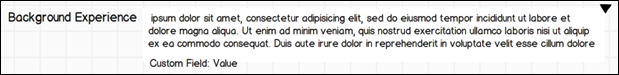 Background Experience
ipsum dolor sit amet, consectetur adipisicing elit, sed do eiusmod tempor incididunt ut labore et
dolore magna aliqua. Ut enim ad minim veniam, quis nostrud exercitation ullamco laboris nisi ut aliquip
ex ea commodo consequat. Duis aute irure dolor in reprehenderit in voluptate velit esse cillum dolore
Custom Field: Value